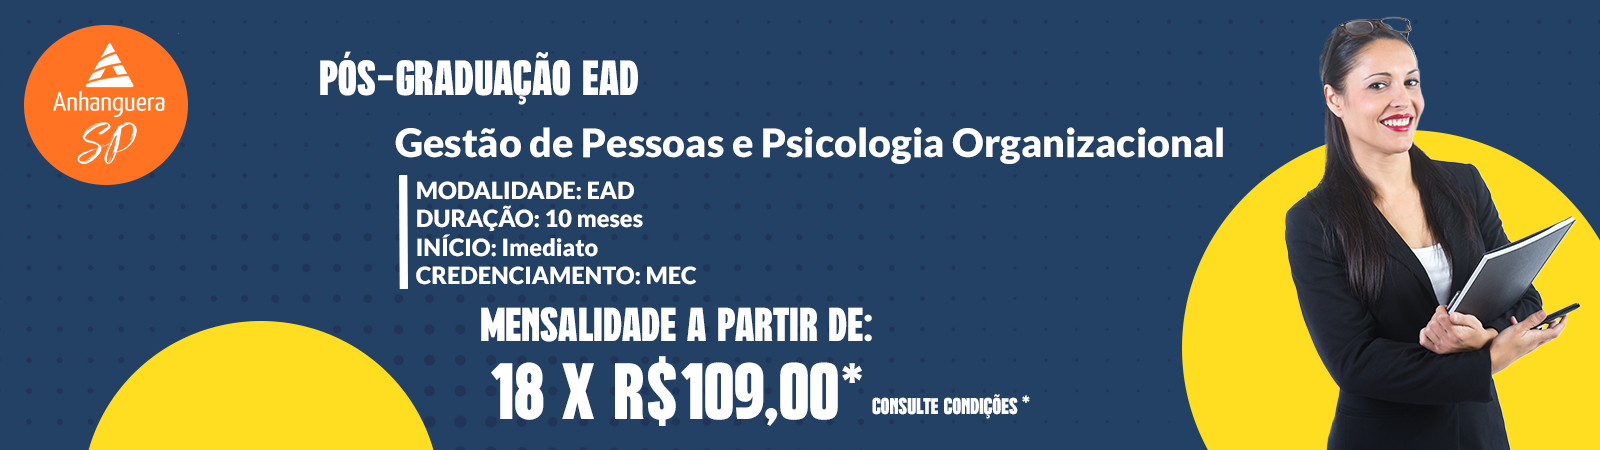 Anhanguera
SP
PÓS-GRADUAÇÃO EAD
Gestão de Pessoas e Psicologia Organizacional
MODALIDADE: EAD
DURAÇÃO: 10 meses
INÍCIO: Imediato
CREDENCIAMENTO: MEC
MENSALIDADE A PARTIR DE:
18 X R$109,00* CONSULTE CONDIÇÕES *